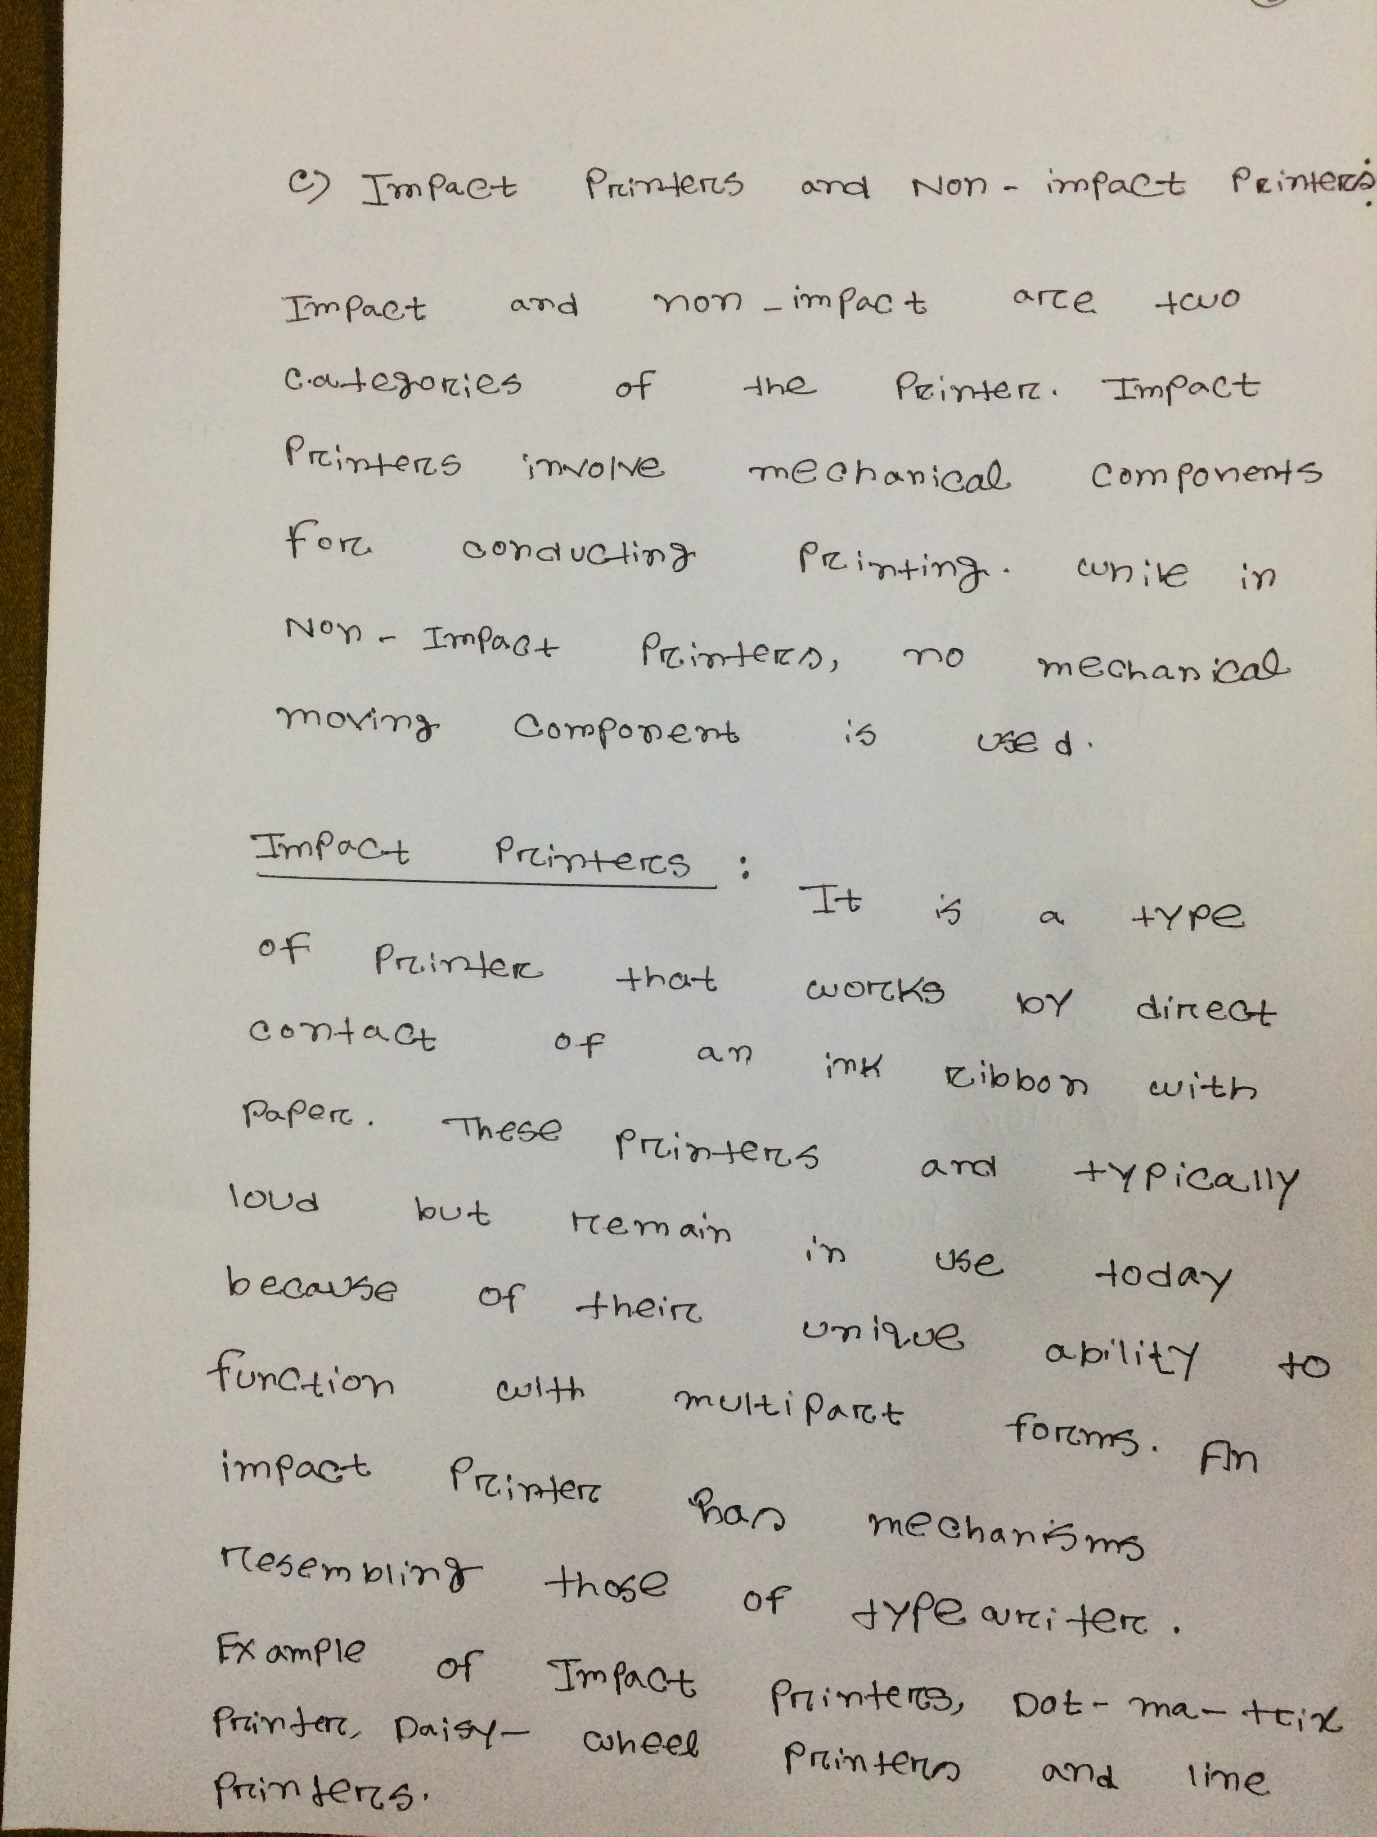 c) Impact Printers and Non-impact Printers:
Impact and non-impact are two
categories of the Printer. Impact
Printers involve mechanical components
for conducting Printing. while in
Non-Impact Printers, no mechanical
moving component is used.
Impact Printers : It is a type
of Printer that works by direct
contact of an ink ribbon with
paper. These printers and typically
loud but remain in use today
because of their unique ability to
function with multipart forms. An
impact Printer has mechanisms
resembling those of typewriter.
Example of Impact Printers, Dot-ma-trix
Printer, Daisy-wheel Printers and line
Printers.